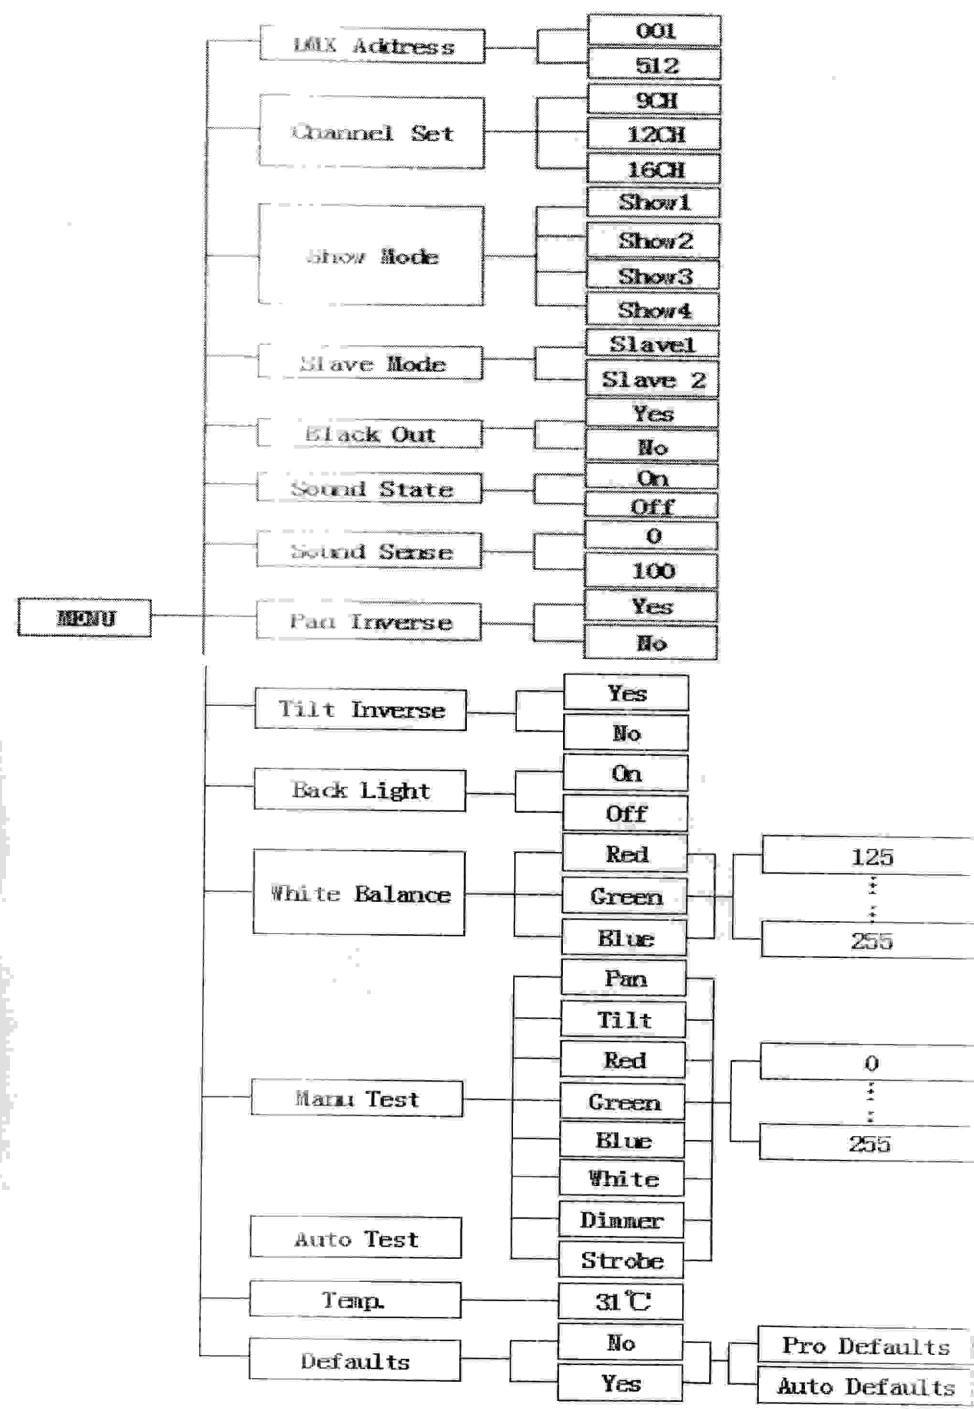 MENU
DMX Address
001
512
Channel Set
9CH
12CH
16CH
Show Mode
Show1
Show2
Show3
Show4
Slave Mode
Slave1
Slave 2
Black Out
Yes
No
Sound State
On
Off
Sound Sense
0
100
Pan Inverse
Yes
No
Tilt Inverse
Yes
No
Back Light
On
Off
White Balance
Red
Green
Blue
125
255
Manu Test
Pan
Tilt
Red
Green
Blue
White
Dimmer
Strobe
0
255
Auto Test
Temp.
31℃
Defaults
No
Yes
Pro Defaults
Auto Defaults